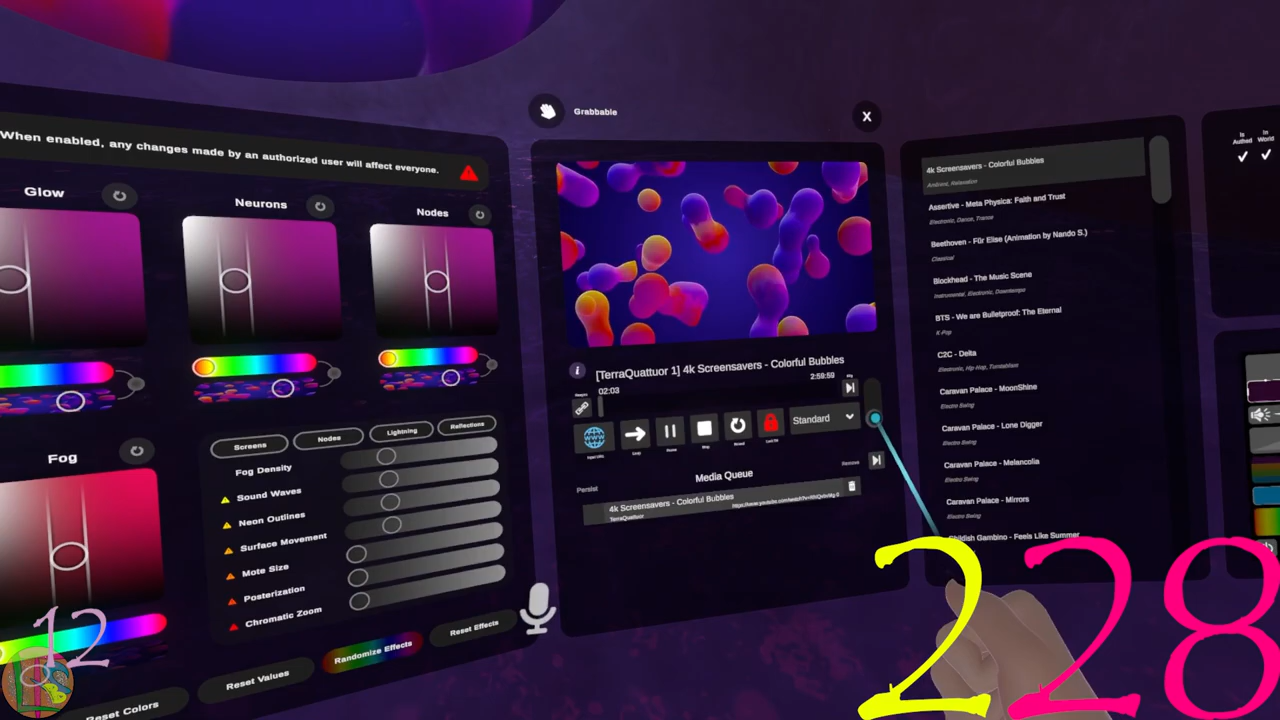 When enabled, any changes made by an authorized user will affect everyone.
Glow
Neurons
Nodes
Fog
Screens
Nodes
Lightning
Reflections
Fog Density
Sound Waves
Neon Outlines
Surface Movement
Mote Size
Posterization
Chromatic Zoom
Reset Colors
Reset Values
Randomize Effects
Reset Effects
12
Grabbable
X
[TerraQuattuor 1] 4k Screensavers - Colorful Bubbles
02:03
2:59:59
WWW
Standard
Media Queue
Persist
Remove
4k Screensavers - Colorful Bubbles
TerraQuattuor
4k Screensavers - Colorful Bubbles
Ambient, Relaxation
Assertive - Meta Physica: Faith and Trust
Electronic, Dance, Trance
Beethoven - Für Elise (Animation by Nando S.)
Classical
Blockhead - The Music Scene
Instrumental, Electronic, Downtempo
BTS - We are Bulletproof: The Eternal
K-Pop
C2C - Delta
Electronic, Hip-Hop, Turntablism
Caravan Palace - MoonShine
Electro Swing
Caravan Palace - Lone Digger
Electro Swing
Caravan Palace - Melancolia
Electro Swing
Caravan Palace - Mirrors
Electro Swing
Childish Gambino - Feels Like Summer
Is Authed
In World
228